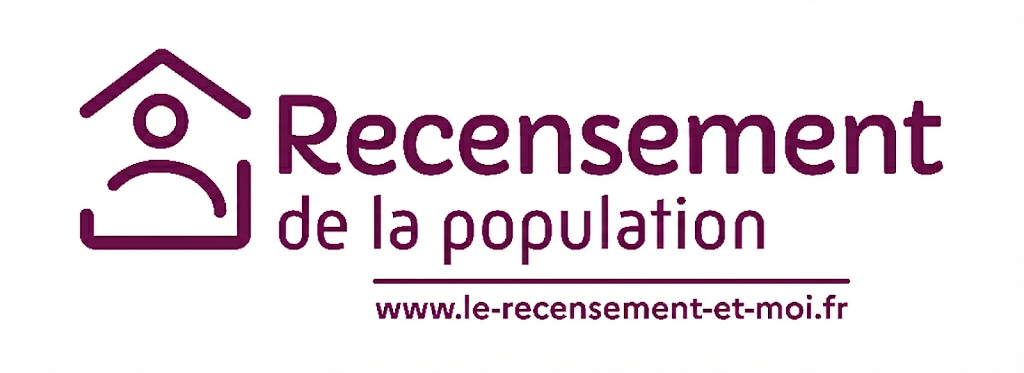 Recensement
de la population
www.le-recensement-et-moi.fr